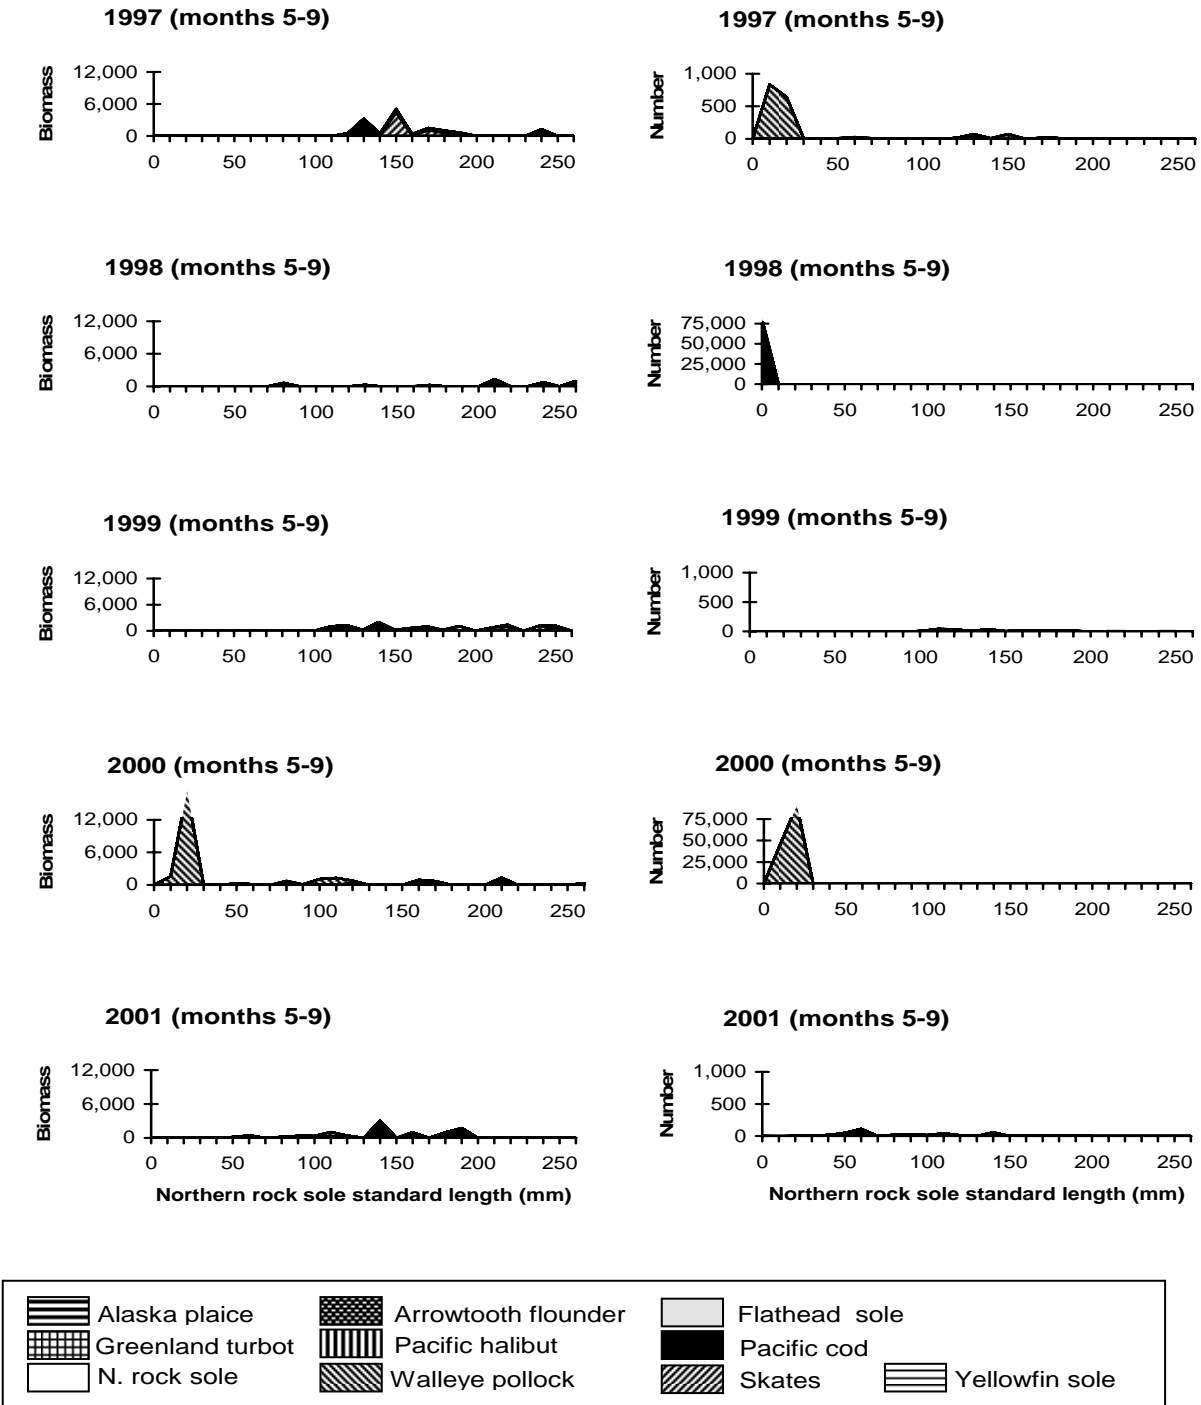 1997 (months 5-9)
Biomass
12,000
6,000
0
0 50 100 150 200 250
1997 (months 5-9)
Number
1,000
500
0
0 50 100 150 200 250
1998 (months 5-9)
Biomass
12,000
6,000
0
0 50 100 150 200 250
1998 (months 5-9)
Number
75,000
50,000
25,000
0
0 50 100 150 200 250
1999 (months 5-9)
Biomass
12,000
6,000
0
0 50 100 150 200 250
1999 (months 5-9)
Number
1,000
500
0
0 50 100 150 200 250
2000 (months 5-9)
Biomass
12,000
6,000
0
0 50 100 150 200 250
2000 (months 5-9)
Number
75,000
50,000
25,000
0
0 50 100 150 200 250
2001 (months 5-9)
Biomass
12,000
6,000
0
0 50 100 150 200 250
Northern rock sole standard length (mm)
2001 (months 5-9)
Number
1,000
500
0
0 50 100 150 200 250
Northern rock sole standard length (mm)
Alaska plaice Arrowtooth flounder Flathead sole
Greenland turbot Pacific halibut Pacific cod
N. rock sole Walleye pollock Skates Yellowfin sole